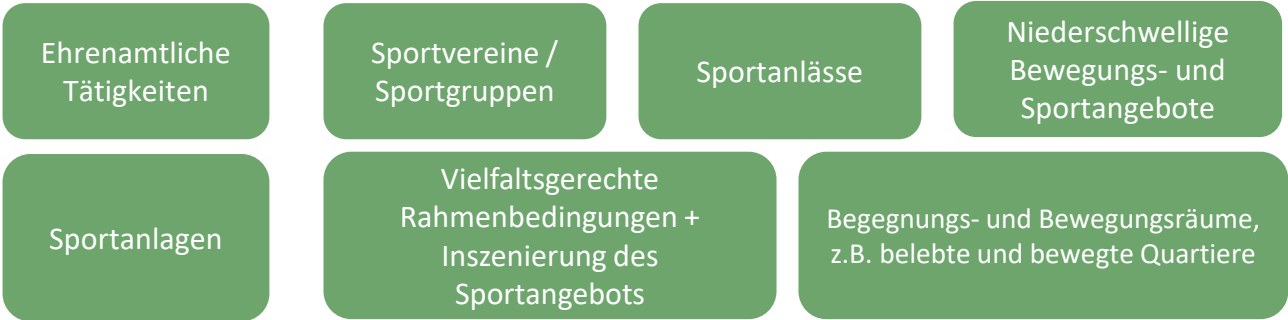 Ehrenamtliche
Tätigkeiten
Sportvereine /
Sportgruppen
Sportanlässe
Niederschwellige
Bewegungs- und
Sportangebote
Sportanlagen
Vielfaltsgerechte
Rahmenbedingungen +
Inszenierung des
Sportangebots
Begegnungs- und Bewegungsräume,
z.B. belebte und bewegte Quartiere